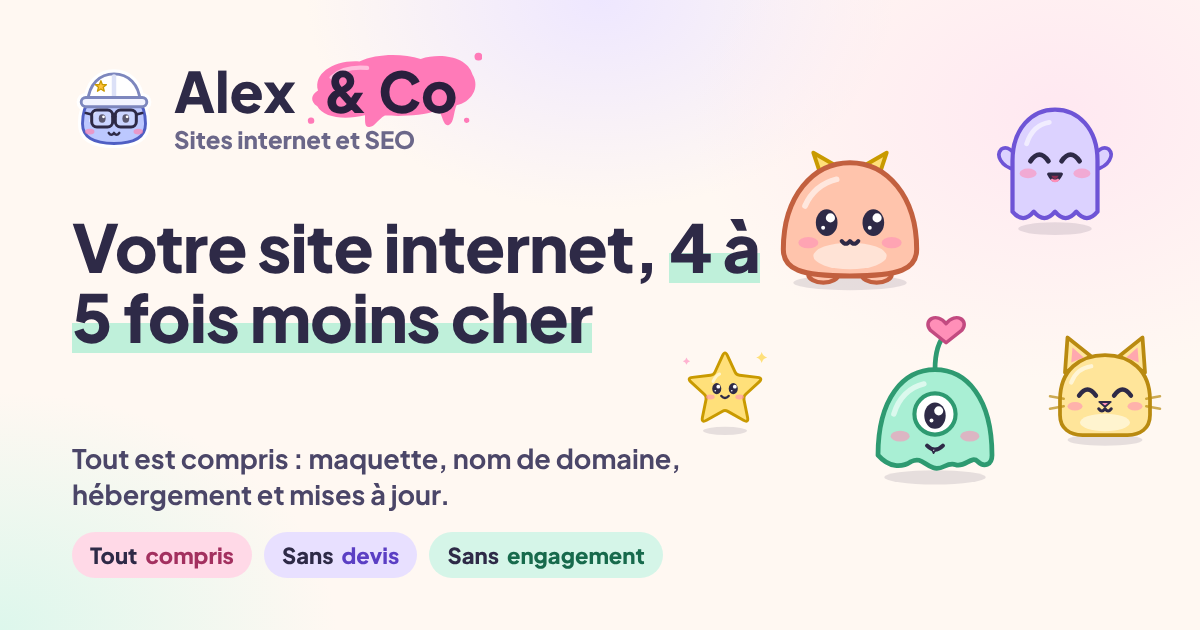 Alex & Co
Sites internet et SEO
Votre site internet, 4 à
5 fois moins cher
Tout est compris : maquette, nom de domaine,
hébergement et mises à jour.
Tout compris
Sans devis
Sans engagement